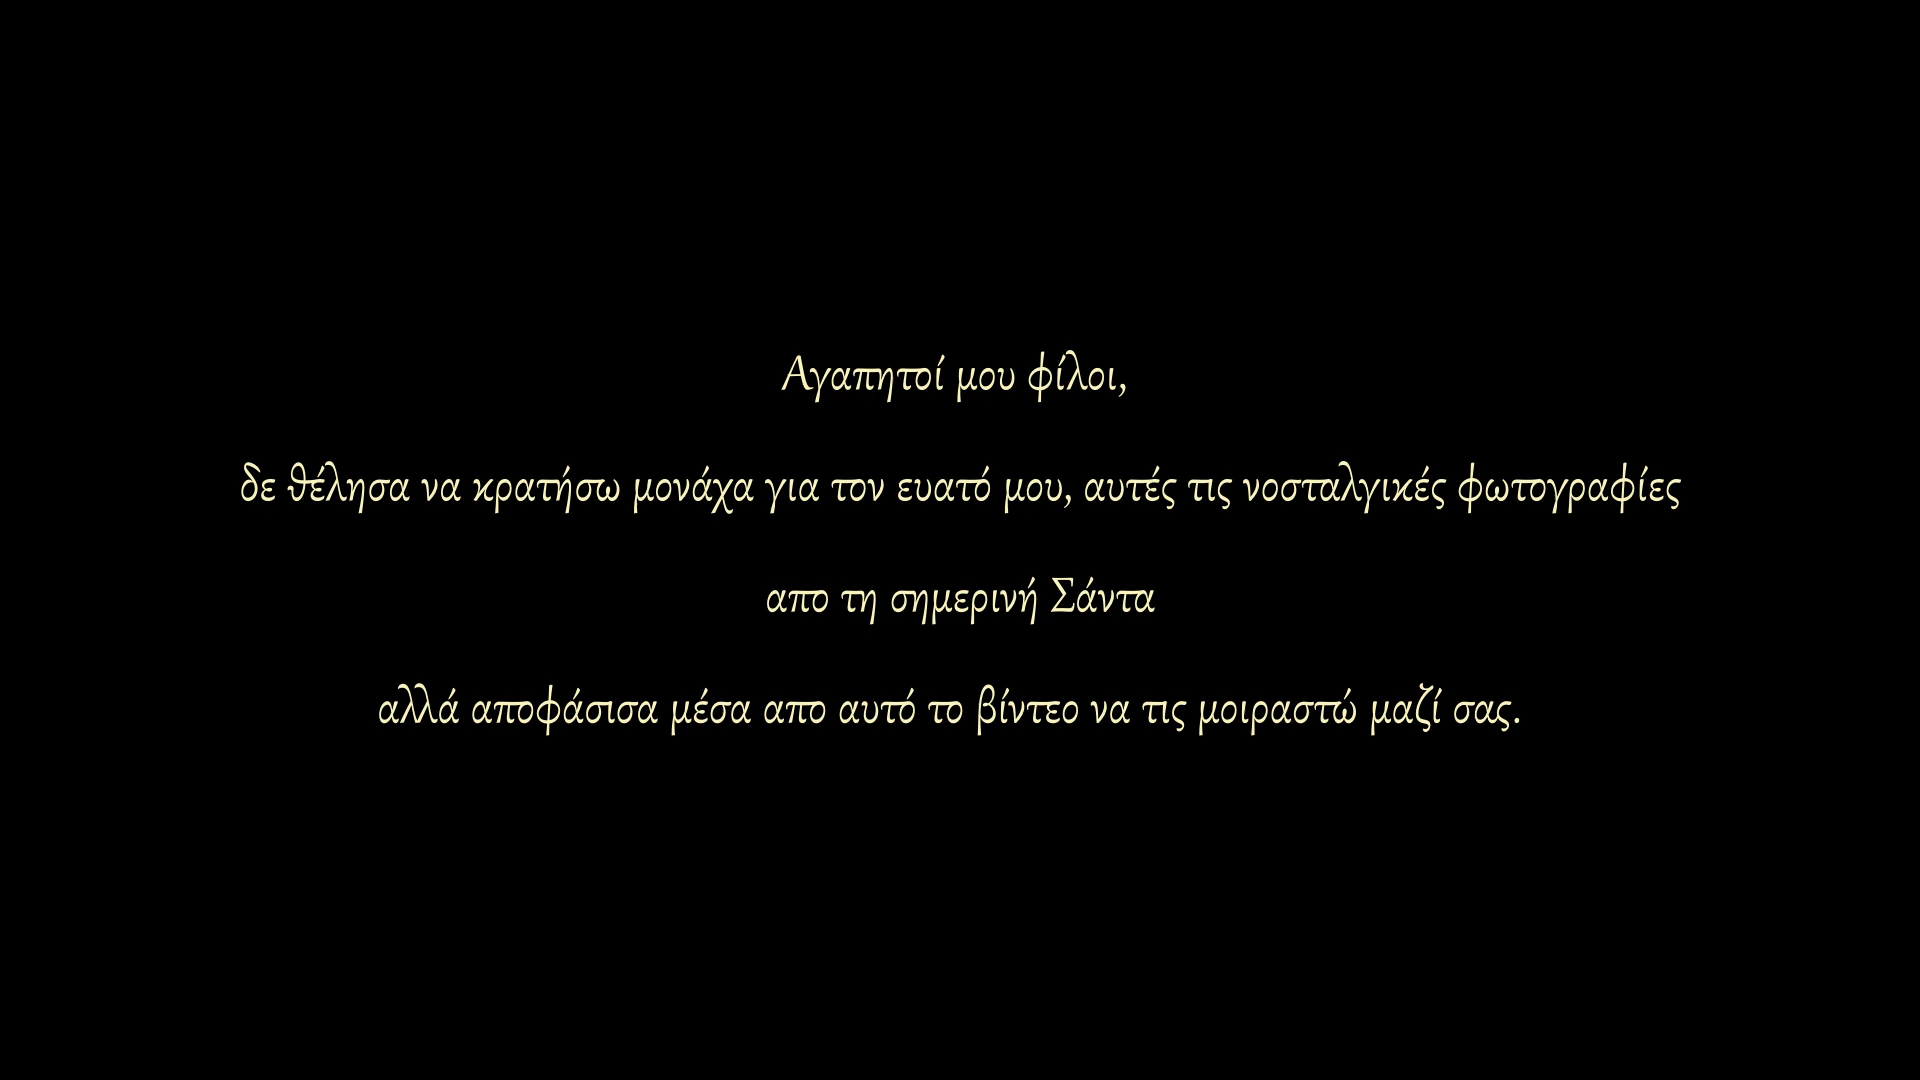 Αγαπητοί μου φίλοι,
δε θέλησα να κρατήσω μονάχα για τον ευατό μου, αυτές τις νοσταλγικές φωτογραφίες
απο τη σημερινή Σάντα
αλλά αποφάσισα μέσα απο αυτό το βίντεο να τις μοιραστώ μαζί σας.